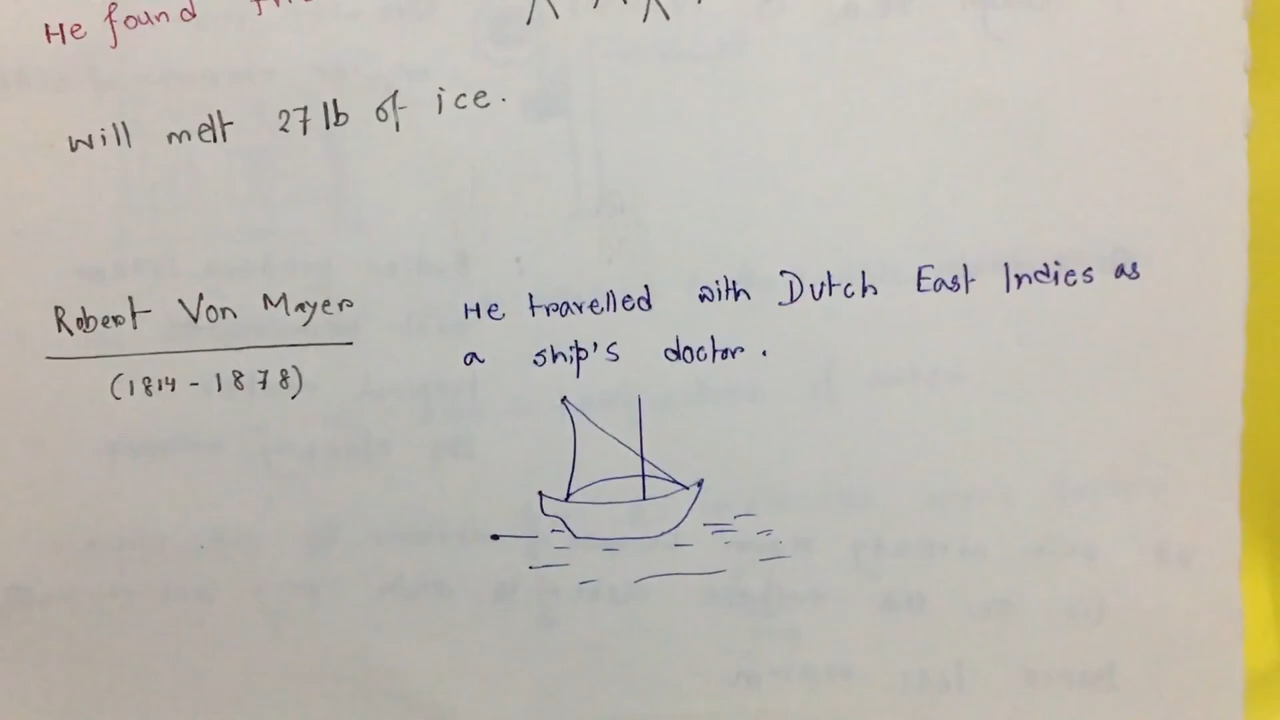 He found
will melt 27 lb of ice.
Robert Von Mayer
(1814 - 1878)
He travelled with Dutch East Indies as
a ship's doctor.